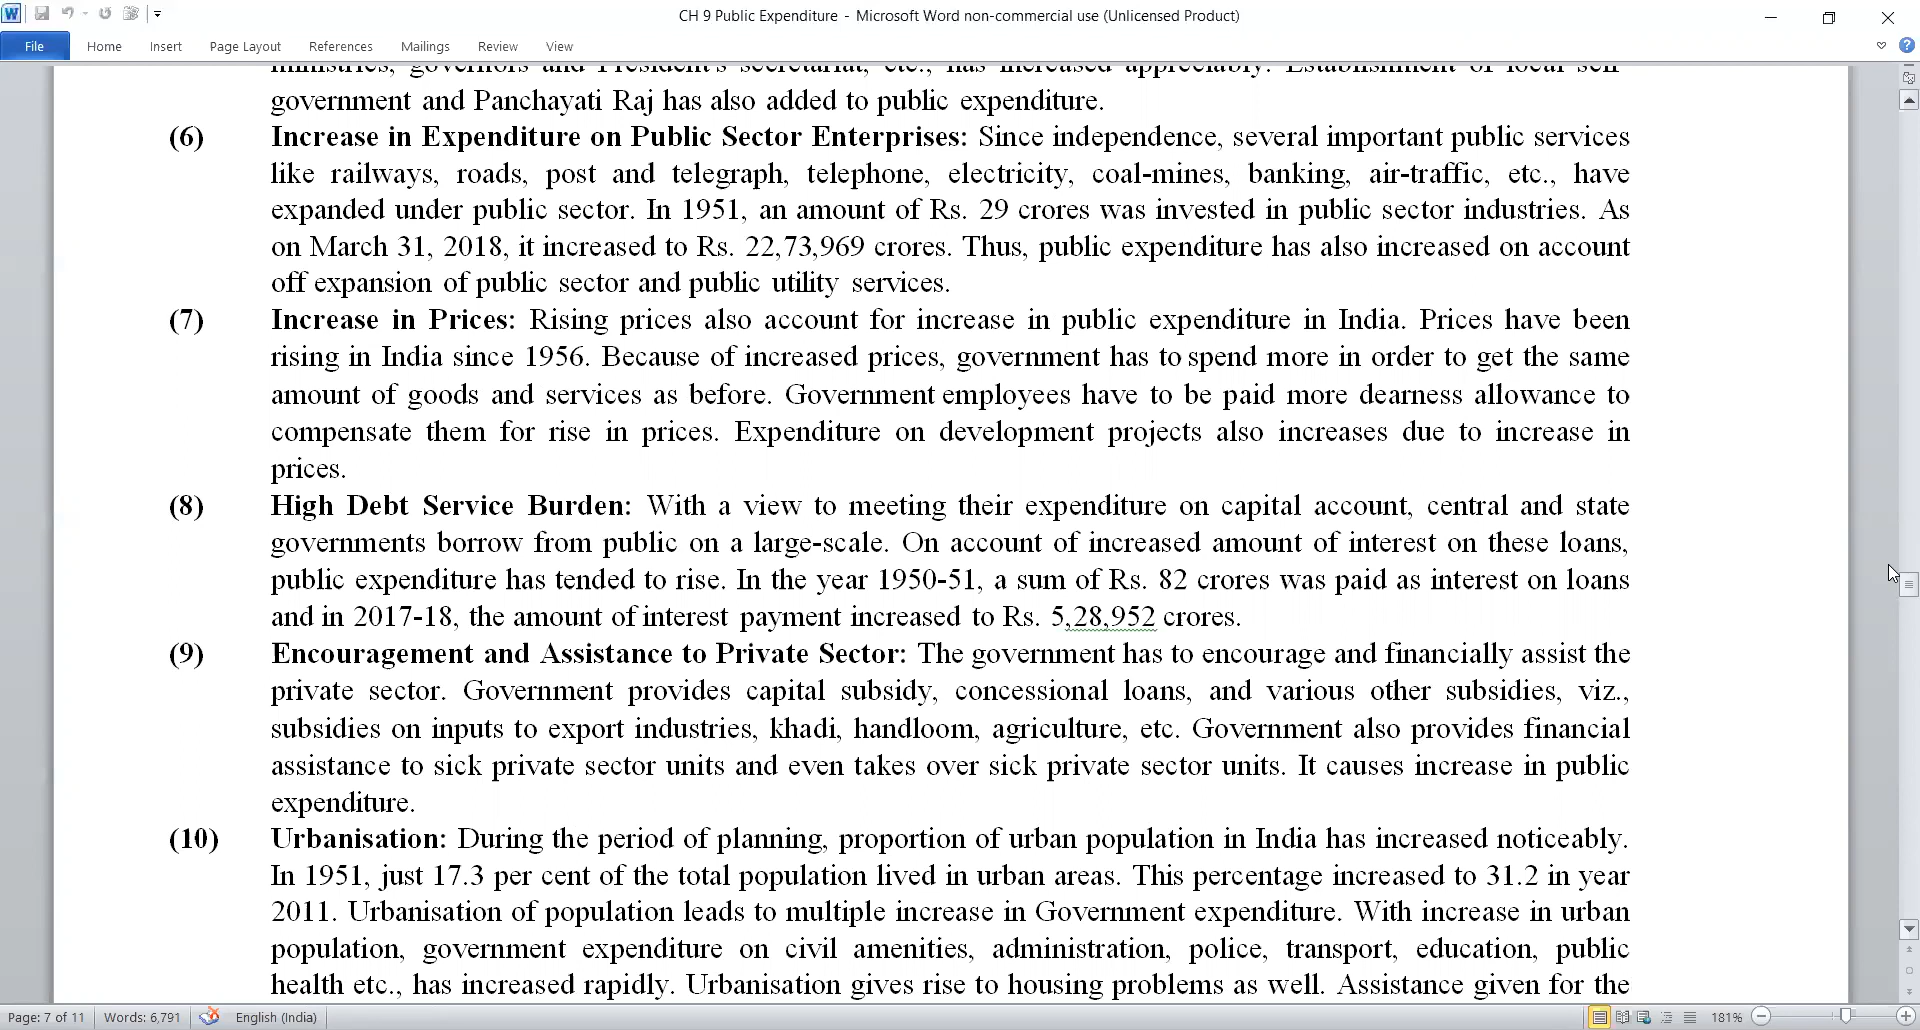 CH 9 Public Expenditure - Microsoft Word non-commercial use (Unlicensed Product)
File Home Insert Page Layout References Mailings Review View
ministries, governors and President's secretariat, etc., has increased appreciably. Establishment of local self-
government and Panchayati Raj has also added to public expenditure.
(6) Increase in Expenditure on Public Sector Enterprises: Since independence, several important public services
like railways, roads, post and telegraph, telephone, electricity, coal-mines, banking, air-traffic, etc., have
expanded under public sector. In 1951, an amount of Rs. 29 crores was invested in public sector industries. As
on March 31, 2018, it increased to Rs. 22,73,969 crores. Thus, public expenditure has also increased on account
off expansion of public sector and public utility services.
(7) Increase in Prices: Rising prices also account for increase in public expenditure in India. Prices have been
rising in India since 1956. Because of increased prices, government has to spend more in order to get the same
amount of goods and services as before. Government employees have to be paid more dearness allowance to
compensate them for rise in prices. Expenditure on development projects also increases due to increase in
prices.
(8) High Debt Service Burden: With a view to meeting their expenditure on capital account, central and state
governments borrow from public on a large-scale. On account of increased amount of interest on these loans,
public expenditure has tended to rise. In the year 1950-51, a sum of Rs. 82 crores was paid as interest on loans
and in 2017-18, the amount of interest payment increased to Rs. 5,28,952 crores.
(9) Encouragement and Assistance to Private Sector: The government has to encourage and financially assist the
private sector. Government provides capital subsidy, concessional loans, and various other subsidies, viz.,
subsidies on inputs to export industries, khadi, handloom, agriculture, etc. Government also provides financial
assistance to sick private sector units and even takes over sick private sector units. It causes increase in public
expenditure.
(10) Urbanisation: During the period of planning, proportion of urban population in India has increased noticeably.
In 1951, just 17.3 per cent of the total population lived in urban areas. This percentage increased to 31.2 in year
2011. Urbanisation of population leads to multiple increase in Government expenditure. With increase in urban
population, government expenditure on civil amenities, administration, police, transport, education, public
health etc., has increased rapidly. Urbanisation gives rise to housing problems as well. Assistance given for the
Page: 7 of 11 Words: 6,791 English (India) 181%